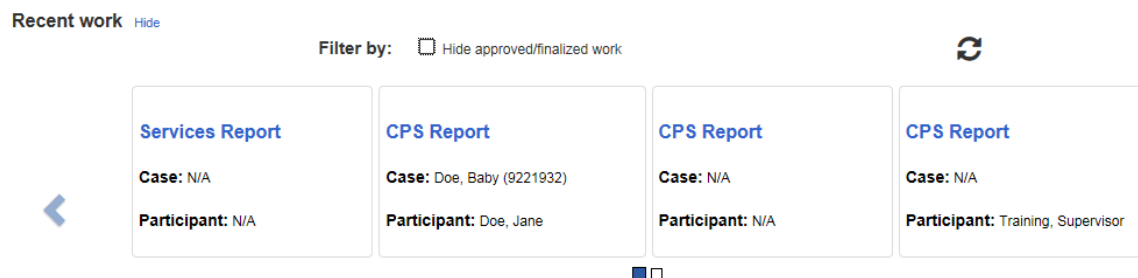 Recent work Hide
Filter by: Hide approved/finalized work
Services Report
Case: N/A
Participant: N/A
CPS Report
Case: Doe, Baby (9221932)
Participant: Doe, Jane
CPS Report
Case: N/A
Participant: N/A
CPS Report
Case: N/A
Participant: Training, Supervisor